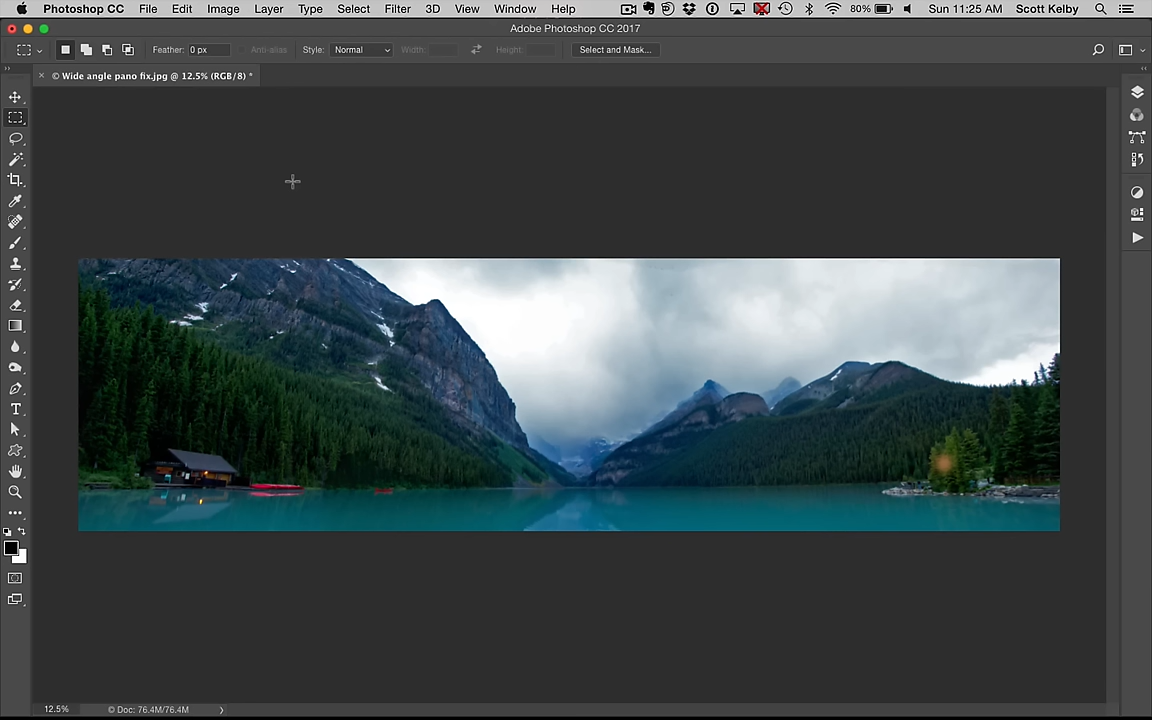 Photoshop CC File Edit Image Layer Type Select Filter 3D View Window Help 80% Sun 11:25 AM Scott Kelby
Adobe Photoshop CC 2017
Feather: 0 px Anti-alias Style: Normal Width: Height: Select and Mask...
× © Wide angle pano fix.jpg @ 12.5% (RGB/8) *
12.5% © Doc: 76.4M/76.4M